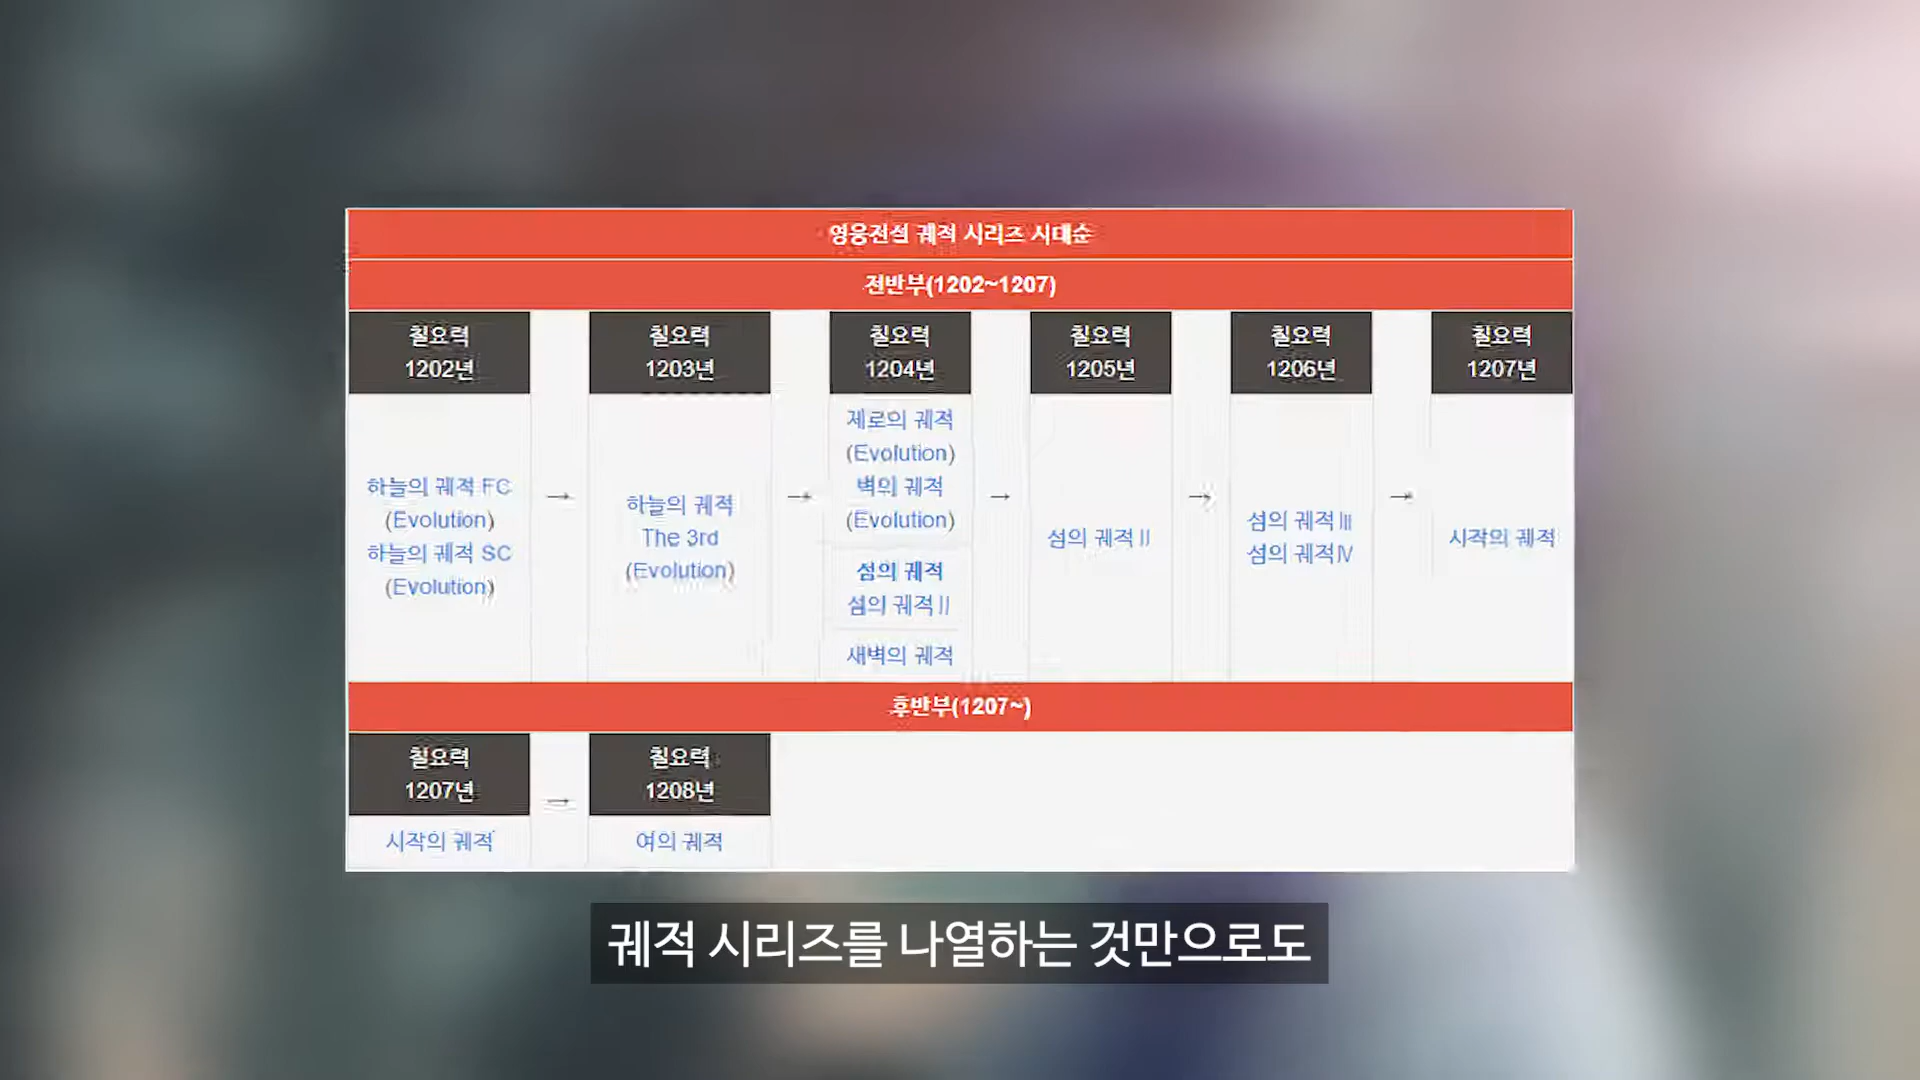 영웅전설 궤적 시리즈 시대순
전반부(1202~1207)
칠요력
1202년
칠요력
1203년
칠요력
1204년
칠요력
1205년
칠요력
1206년
칠요력
1207년
하늘의 궤적 FC
(Evolution)
하늘의 궤적 SC
(Evolution)
→
하늘의 궤적
The 3rd
(Evolution)
→
제로의 궤적
(Evolution)
벽의 궤적
(Evolution)
섬의 궤적
섬의 궤적Ⅱ
새벽의 궤적
→
섬의 궤적Ⅱ
→
섬의 궤적Ⅲ
섬의 궤적Ⅳ
→
시작의 궤적
후반부(1207~)
칠요력
1207년
→
칠요력
1208년
시작의 궤적
여의 궤적
궤적 시리즈를 나열하는 것만으로도